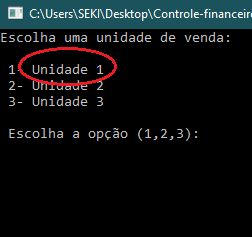 C:\Users\SEKI\Desktop\Controle-financeir
Escolha uma unidade de venda:
1- Unidade 1
2- Unidade 2
3- Unidade 3
Escolha a opção (1,2,3):